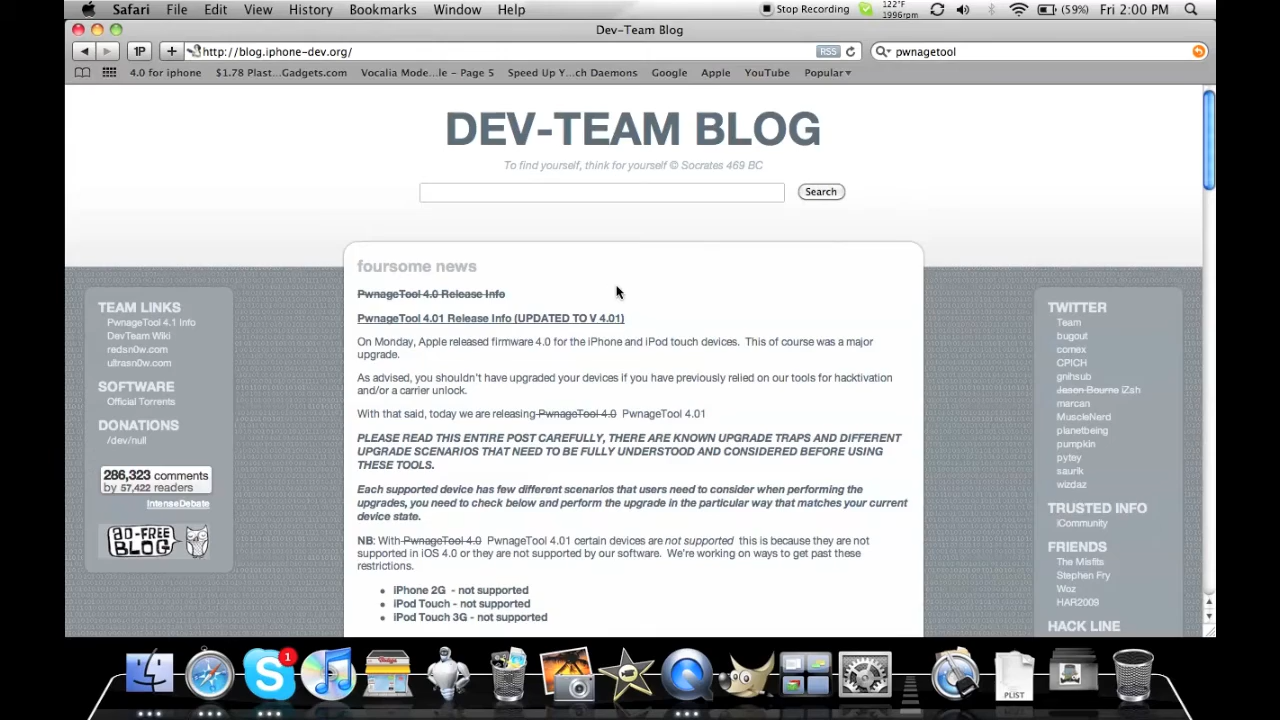 Safari File Edit View History Bookmarks Window Help Stop Recording 122°F 1996rpm (59%) Fri 2:00 PM
Dev-Team Blog
1P + http://blog.iphone-dev.org/ RSS pwnagetool
4.0 for iphone $1.78 Plast...Gadgets.com Vocalia Mode...le - Page 5 Speed Up Y...ch Daemons Google Apple YouTube Popular
DEV-TEAM BLOG
To find yourself, think for yourself © Socrates 469 BC
Search
TEAM LINKS
PwnageTool 4.1 Info
DevTeam Wiki
redsn0w.com
ultrasn0w.com
SOFTWARE
Official Torrents
DONATIONS
/dev/null
286,323 comments
by 57,422 readers
IntenseDebate
AD-FREE
BLOG
foursome news
PwnageTool 4.0 Release Info
PwnageTool 4.01 Release Info (UPDATED TO V 4.01)
On Monday, Apple released firmware 4.0 for the iPhone and iPod touch devices. This of course was a major
upgrade.
As advised, you shouldn't have upgraded your devices if you have previously relied on our tools for hacktivation
and/or a carrier unlock.
With that said, today we are releasing PwnageTool 4.0 PwnageTool 4.01
PLEASE READ THIS ENTIRE POST CAREFULLY, THERE ARE KNOWN UPGRADE TRAPS AND DIFFERENT
UPGRADE SCENARIOS THAT NEED TO BE FULLY UNDERSTOOD AND CONSIDERED BEFORE USING
THESE TOOLS.
Each supported device has few different scenarios that users need to consider when performing the
upgrades, you need to check below and perform the upgrade in the particular way that matches your current
device state.
NB: With PwnageTool 4.0 PwnageTool 4.01 certain devices are not supported this is because they are not
supported in iOS 4.0 or they are not supported by our software. We're working on ways to get past these
restrictions.
• iPhone 2G - not supported
• iPod Touch - not supported
• iPod Touch 3G - not supported
TWITTER
Team
bugout
comex
CPICH
gnihsub
Jason Bourne iZsh
marcan
MuscleNerd
planetbeing
pumpkin
pytey
saurik
wizdaz
TRUSTED INFO
iCommunity
FRIENDS
The Misfits
Stephen Fry
Woz
HAR2009
HACK LINE
1
PLIST